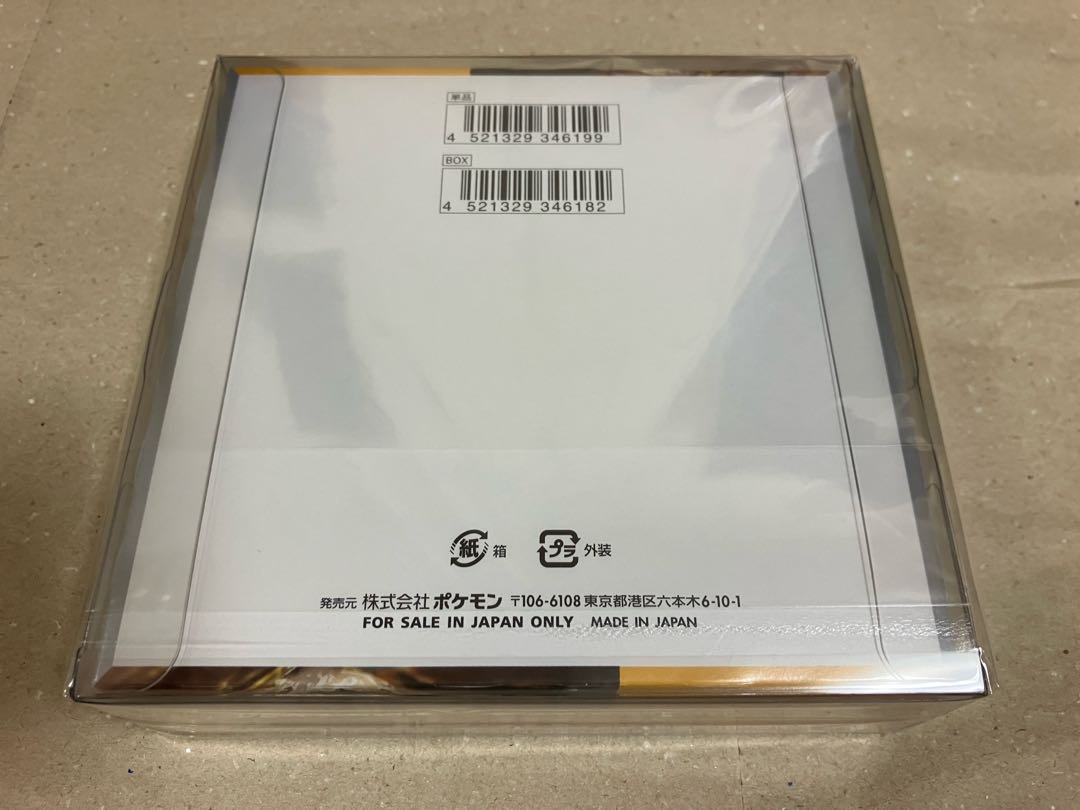 単品
4 521329 346199
BOX
4 521329 346182
紙 箱 プラ 外装
発売元 株式会社 ポケモン 〒106-6108 東京都港区六本木6-10-1
FOR SALE IN JAPAN ONLY MADE IN JAPAN